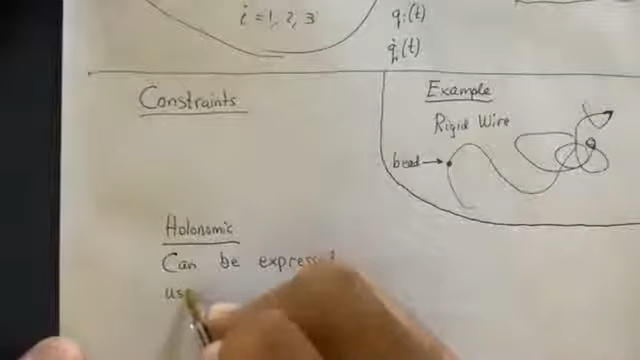 i = 1, 2, 3
qᵢ(t)
q̇ᵢ(t)
Constraints
Example
Rigid Wire
bead
Holonomic
Can be